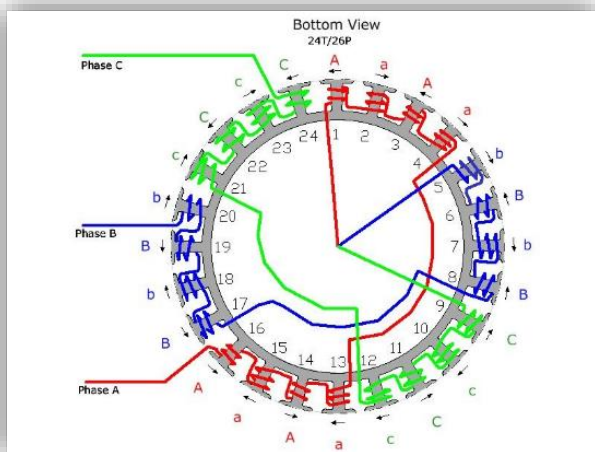 Bottom View
24T/26P
Phase C
Phase B
Phase A
A
a
A
a
b
B
b
B
C
c
C
c
a
A
a
A
B
b
B
b
c
C
c
C
1
2
3
4
5
6
7
8
9
10
11
12
13
14
15
16
17
18
19
20
21
22
23
24